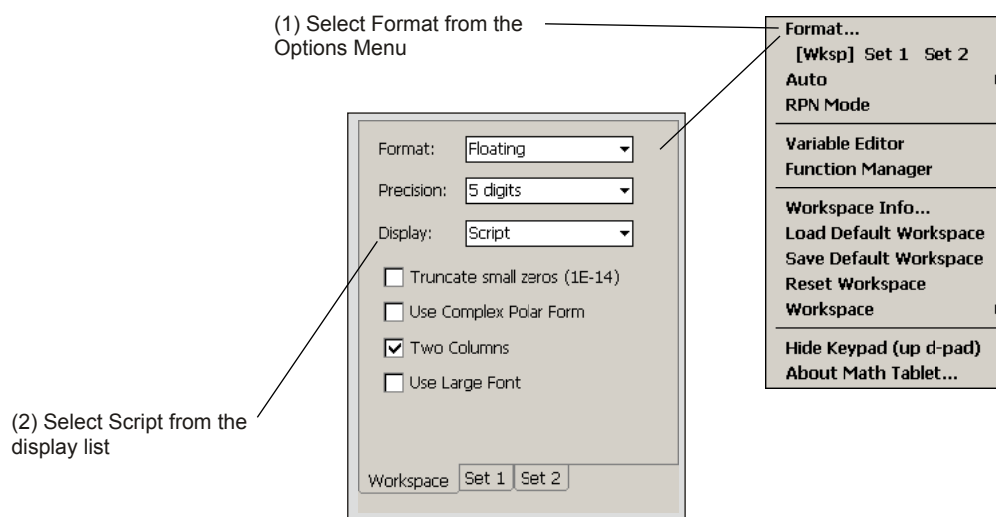 (1) Select Format from the
Options Menu
Format...
[Wksp] Set 1 Set 2
Auto
RPN Mode
Variable Editor
Function Manager
Workspace Info...
Load Default Workspace
Save Default Workspace
Reset Workspace
Workspace
Hide Keypad (up d-pad)
About Math Tablet...
Format: Floating
Precision: 5 digits
Display: Script
Truncate small zeros (1E-14)
Use Complex Polar Form
Two Columns
Use Large Font
Workspace Set 1 Set 2
(2) Select Script from the
display list